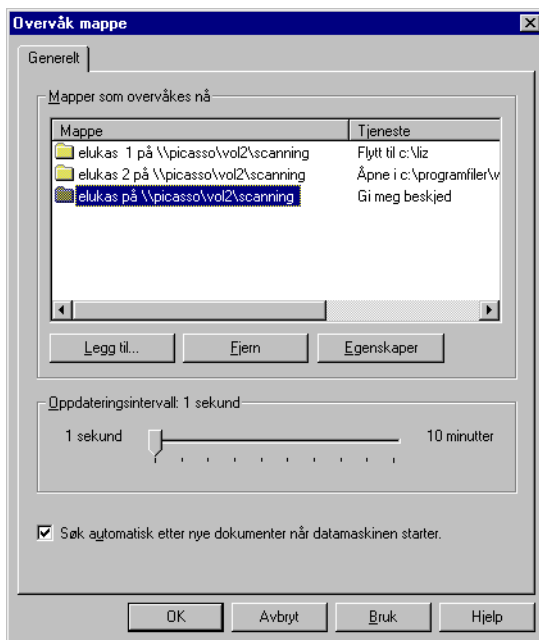 Overvåk mappe
Generelt
Mapper som overvåkes nå
Mappe Tjeneste
elukas 1 på \\picasso\vol2\scanning Flytt til c:\liz
elukas 2 på \\picasso\vol2\scanning Åpne i c:\programfiler\v
elukas på \\picasso\vol2\scanning Gi meg beskjed
Legg til... Fjern Egenskaper
Oppdateringsintervall: 1 sekund
1 sekund 10 minutter
Søk automatisk etter nye dokumenter når datamaskinen starter.
OK Avbryt Bruk Hjelp